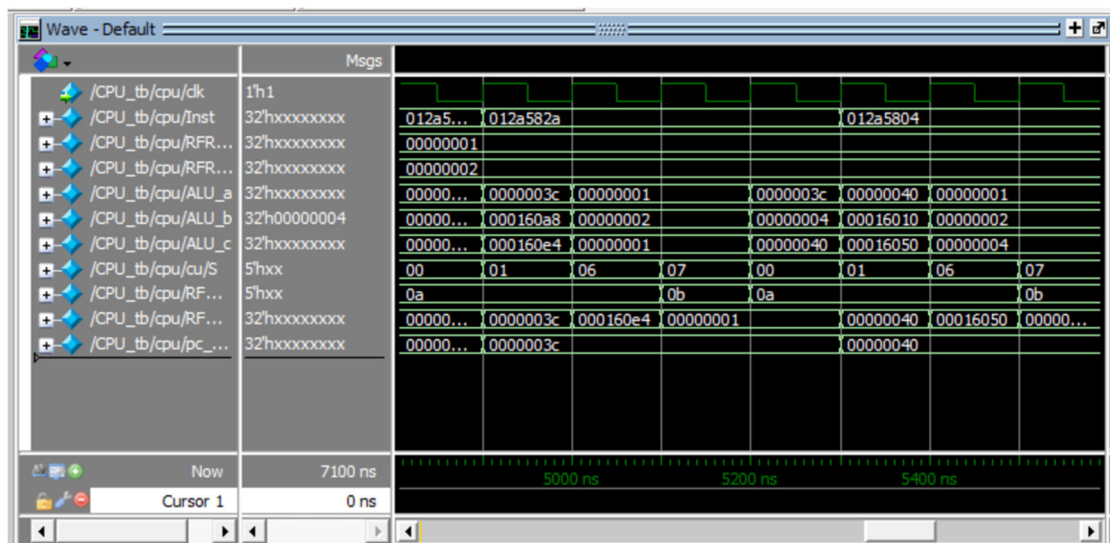 Wave - Default
Msgs
/CPU_tb/cpu/clk 1'h1
/CPU_tb/cpu/Inst 32'hxxxxxxxx 012a5... 012a582a 012a5804
/CPU_tb/cpu/RFR... 32'hxxxxxxxx 00000001
/CPU_tb/cpu/RFR... 32'hxxxxxxxx 00000002
/CPU_tb/cpu/ALU_a 32'hxxxxxxxx 00000... 0000003c 00000001 0000003c 00000040 00000001
/CPU_tb/cpu/ALU_b 32'h00000004 00000... 000160a8 00000002 00000004 00016010 00000002
/CPU_tb/cpu/ALU_c 32'hxxxxxxxx 00000... 000160e4 00000001 00000040 00016050 00000004
/CPU_tb/cpu/cu/S 5'hxx 00 01 06 07 00 01 06 07
/CPU_tb/cpu/RF... 5'hxx 0a 0b 0a 0b
/CPU_tb/cpu/RF... 32'hxxxxxxxx 00000... 0000003c 000160e4 00000001 00000040 00016050 00000...
/CPU_tb/cpu/pc_... 32'hxxxxxxxx 00000... 0000003c 00000040
Now 7100 ns 5000 ns 5200 ns 5400 ns
Cursor 1 0 ns